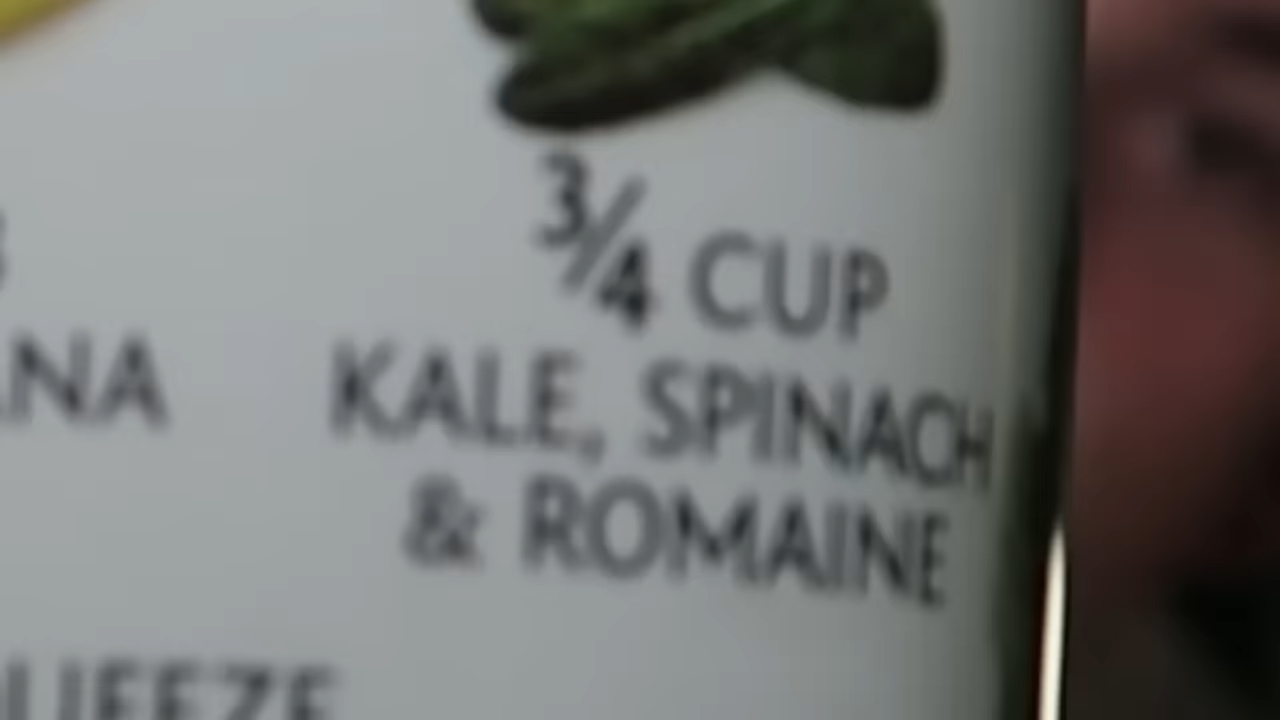 ¾ CUP
KALE, SPINACH
& ROMAINE